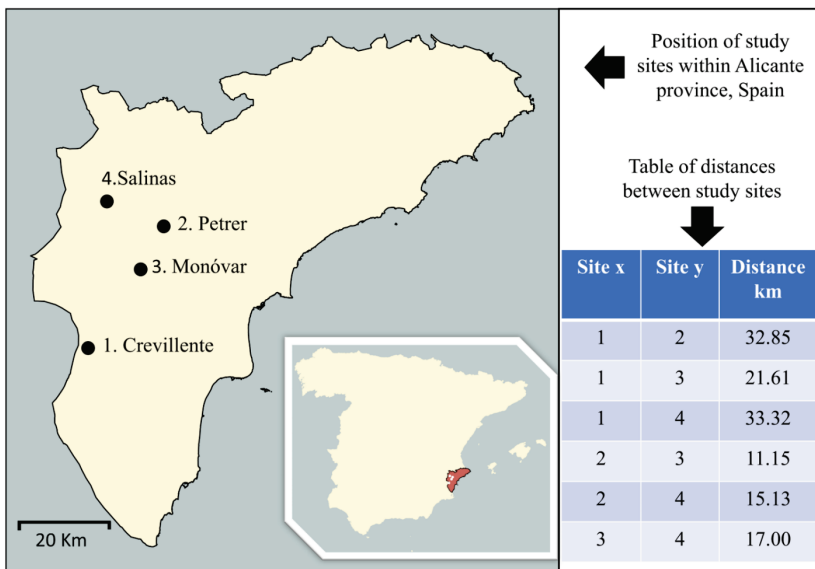 4.Salinas
2. Petrer
3. Monóvar
1. Crevillente
20 Km
Position of study
sites within Alicante
province, Spain
Table of distances
between study sites
Site x Site y Distance
km
1 2 32.85
1 3 21.61
1 4 33.32
2 3 11.15
2 4 15.13
3 4 17.00